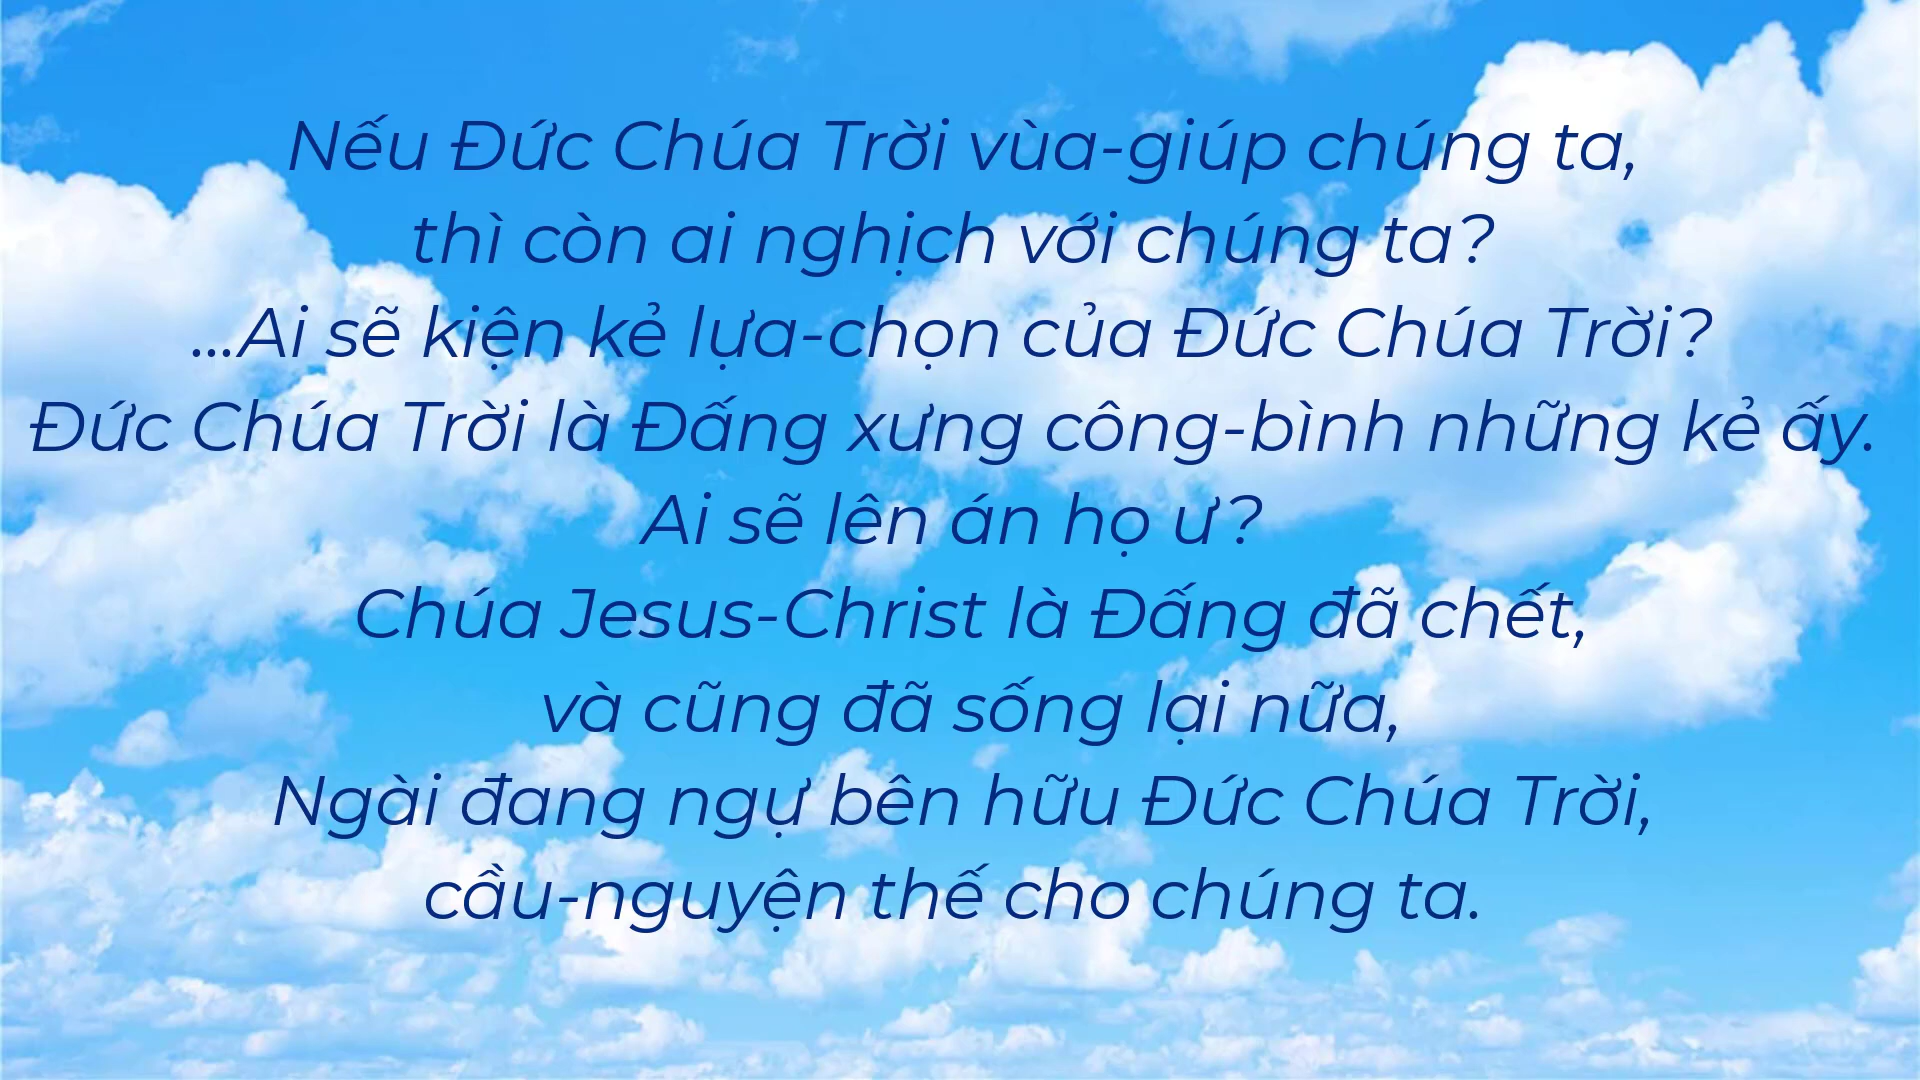 Nếu Đức Chúa Trời vùa-giúp chúng ta,
thì còn ai nghịch với chúng ta?
...Ai sẽ kiện kẻ lựa-chọn của Đức Chúa Trời?
Đức Chúa Trời là Đấng xưng công-bình những kẻ ấy.
Ai sẽ lên án họ ư?
Chúa Jesus-Christ là Đấng đã chết,
và cũng đã sống lại nữa,
Ngài đang ngự bên hữu Đức Chúa Trời,
cầu-nguyện thế cho chúng ta.